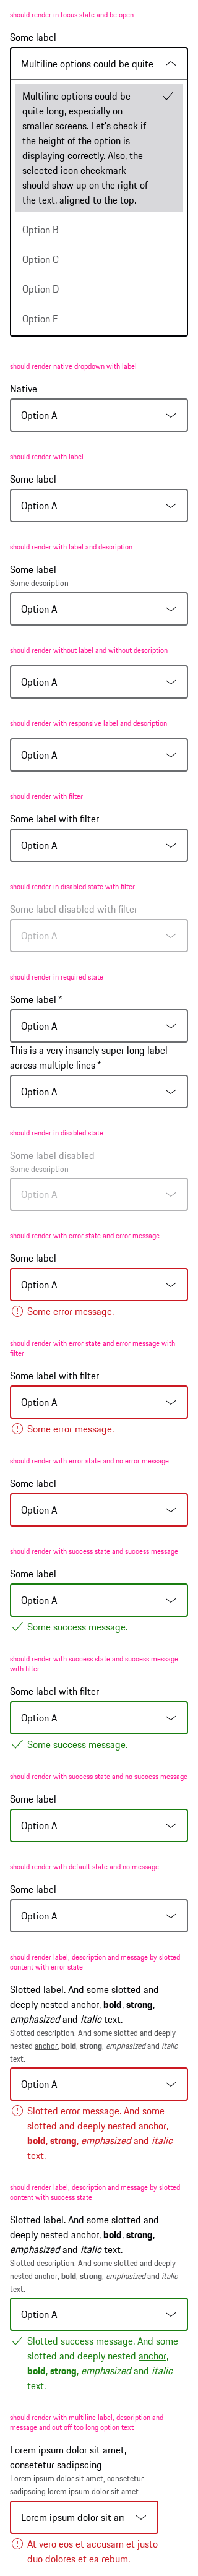 should render in focus state and be open
Some label
Multiline options could be quite
Multiline options could be
quite long, especially on
smaller screens. Let's check if
the height of the option is
displaying correctly. Also, the
selected icon checkmark
should show up on the right of
the text, aligned to the top.
Option B
Option C
Option D
Option E
should render native dropdown with label
Native
Option A
should render with label
Some label
Option A
should render with label and description
Some label
Some description
Option A
should render without label and without description
Option A
should render with responsive label and description
Option A
should render with filter
Some label with filter
Option A
should render in disabled state with filter
Some label disabled with filter
Option A
should render in required state
Some label *
Option A
This is a very insanely super long label
across multiple lines *
Option A
should render in disabled state
Some label disabled
Some description
Option A
should render with error state and error message
Some label
Option A
Some error message.
should render with error state and error message with
filter
Some label with filter
Option A
Some error message.
should render with error state and no error message
Some label
Option A
should render with success state and success message
Some label
Option A
Some success message.
should render with success state and success message
with filter
Some label with filter
Option A
Some success message.
should render with success state and no success message
Some label
Option A
should render with default state and no message
Some label
Option A
should render label, description and message by slotted
content with error state
Slotted label. And some slotted and
deeply nested anchor, bold, strong,
emphasized and italic text.
Slotted description. And some slotted and deeply
nested anchor, bold, strong, emphasized and italic
text.
Option A
Slotted error message. And some
slotted and deeply nested anchor,
bold, strong, emphasized and italic
text.
should render label, description and message by slotted
content with success state
Slotted label. And some slotted and
deeply nested anchor, bold, strong,
emphasized and italic text.
Slotted description. And some slotted and deeply
nested anchor, bold, strong, emphasized and italic
text.
Option A
Slotted success message. And some
slotted and deeply nested anchor,
bold, strong, emphasized and italic
text.
should render with multiline label, description and
message and cut off too long option text
Lorem ipsum dolor sit amet,
consetetur sadipscing
Lorem ipsum dolor sit amet, consetetur
sadipscing lorem ipsum dolor sit amet
Lorem ipsum dolor sit am
At vero eos et accusam et justo
duo dolores et ea rebum.